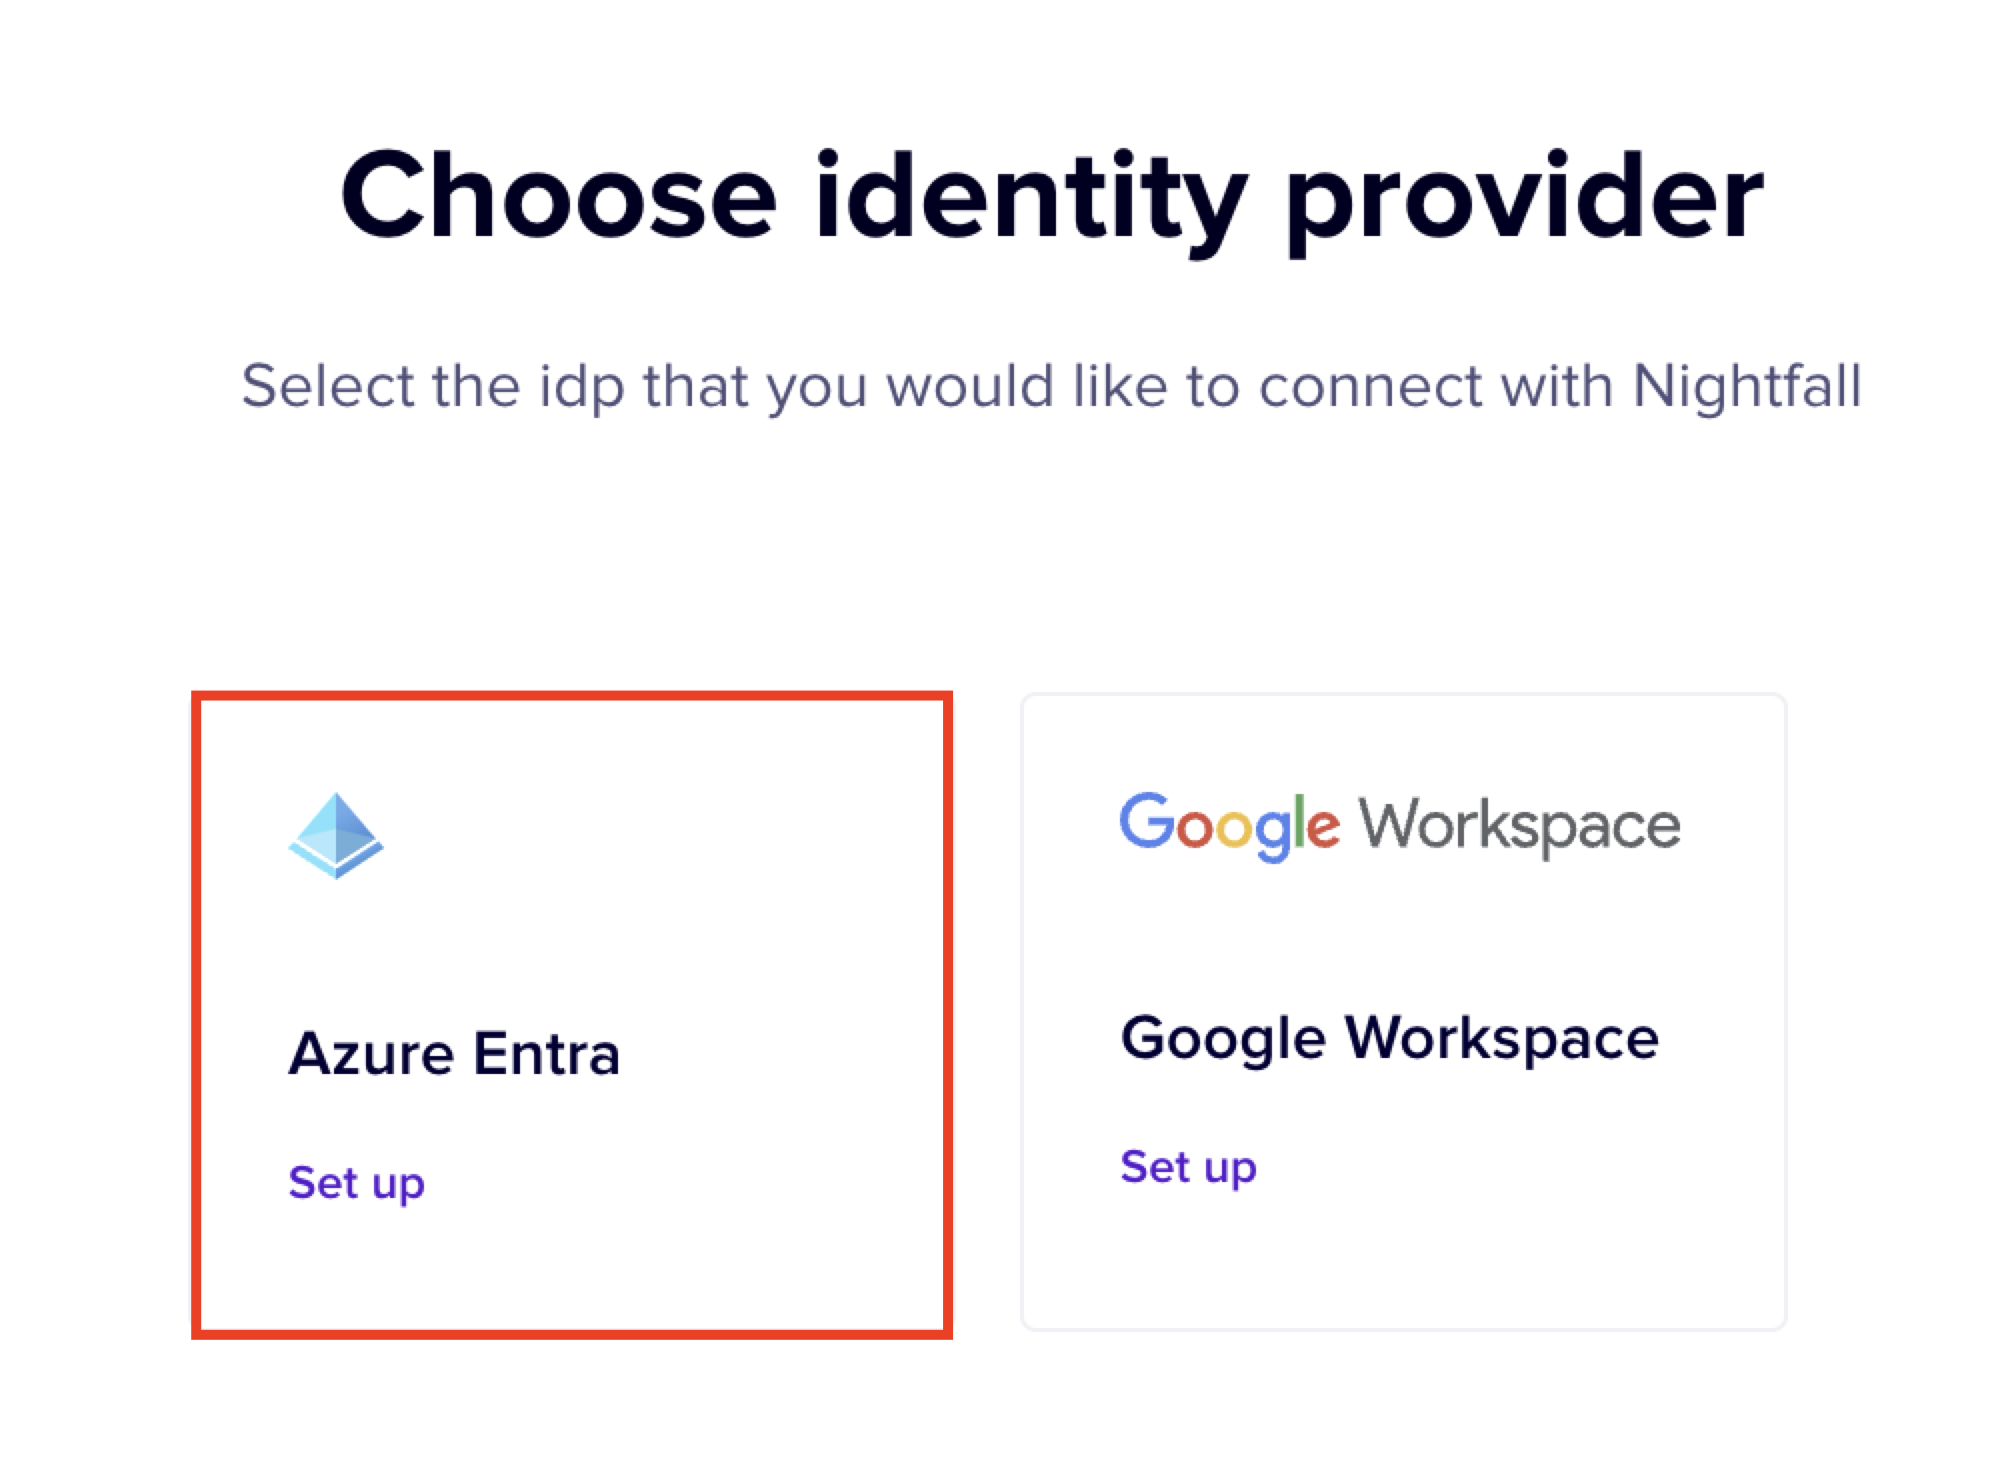 Choose identity provider
Select the idp that you would like to connect with Nightfall
Azure Entra
Set up
Google Workspace
Google Workspace
Set up